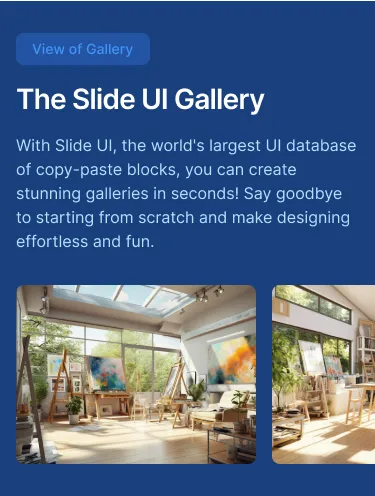 View of Gallery
The Slide UI Gallery
With Slide UI, the world's largest UI database
of copy-paste blocks, you can create
stunning galleries in seconds! Say goodbye
to starting from scratch and make designing
effortless and fun.